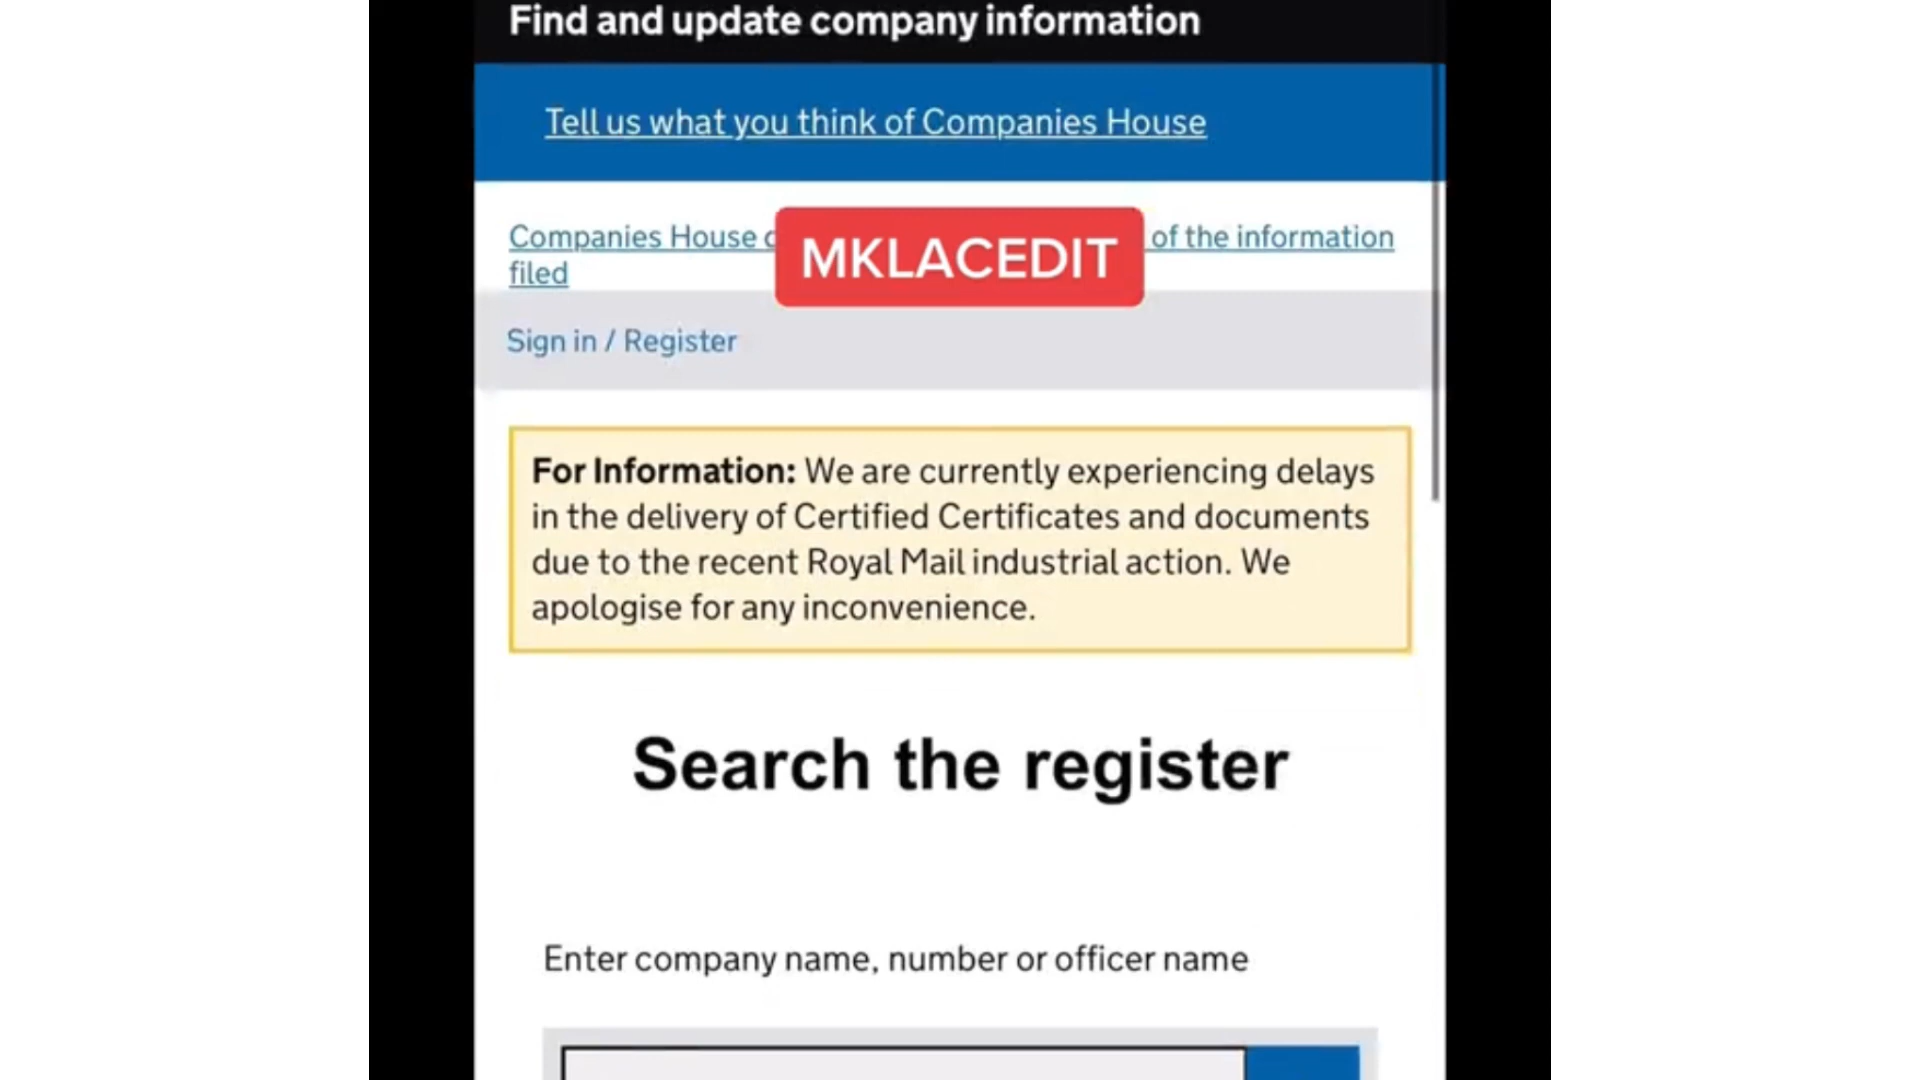 Find and update company information
Tell us what you think of Companies House
Companies House
of the information
filed
MKLACEDIT
Sign in / Register
For Information: We are currently experiencing delays
in the delivery of Certified Certificates and documents
due to the recent Royal Mail industrial action. We
apologise for any inconvenience.
Search the register
Enter company name, number or officer name